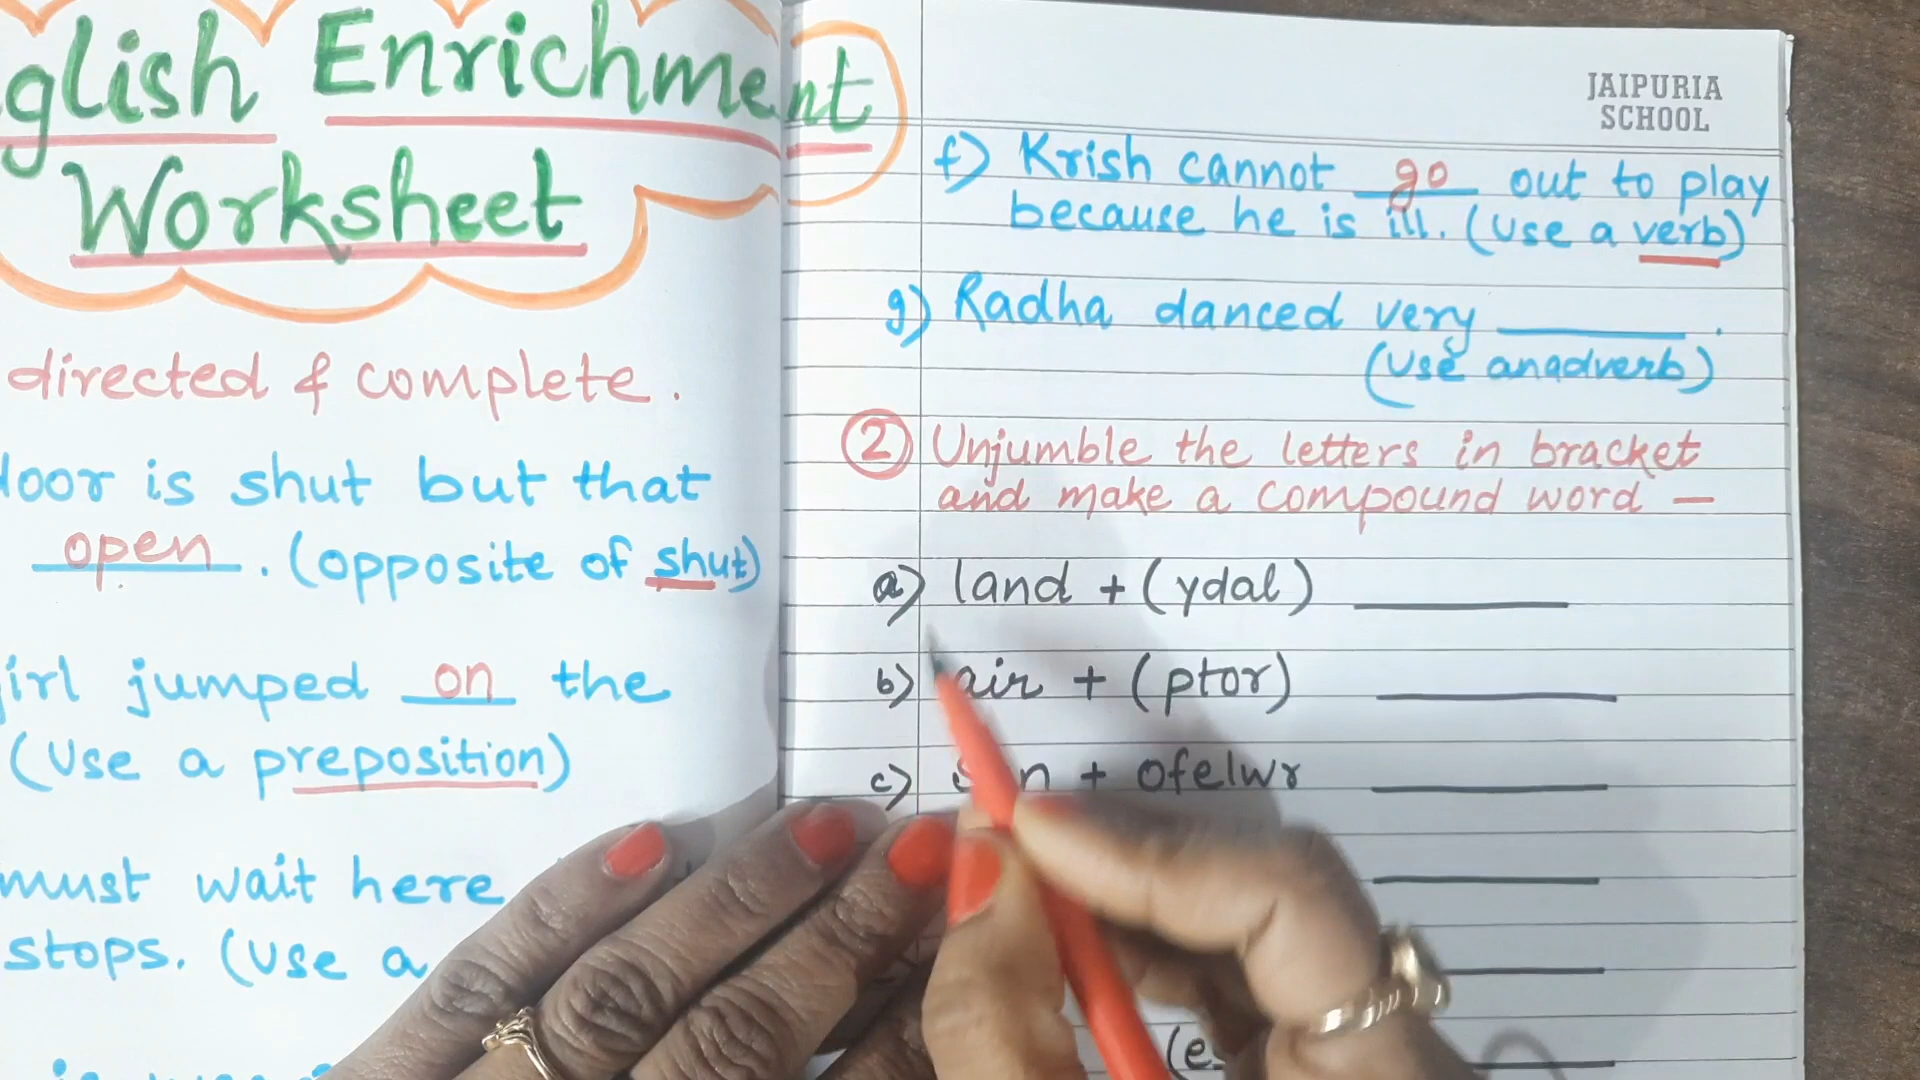 glish Enrichment
Worksheet
directed & complete.
door is shut but that
open. (opposite of shut)
girl jumped on the
(Use a preposition)
must wait here
stops. (Use a
JAIPURIA
SCHOOL
f) Krish cannot go out to play
because he is ill. (Use a verb)
g) Radha danced very ______.
(Use anadverb)
2 Unjumble the letters in bracket
and make a compound word —
a) land + (ydal) ______
b) air + (ptor) ______
c) + ofelwr ______